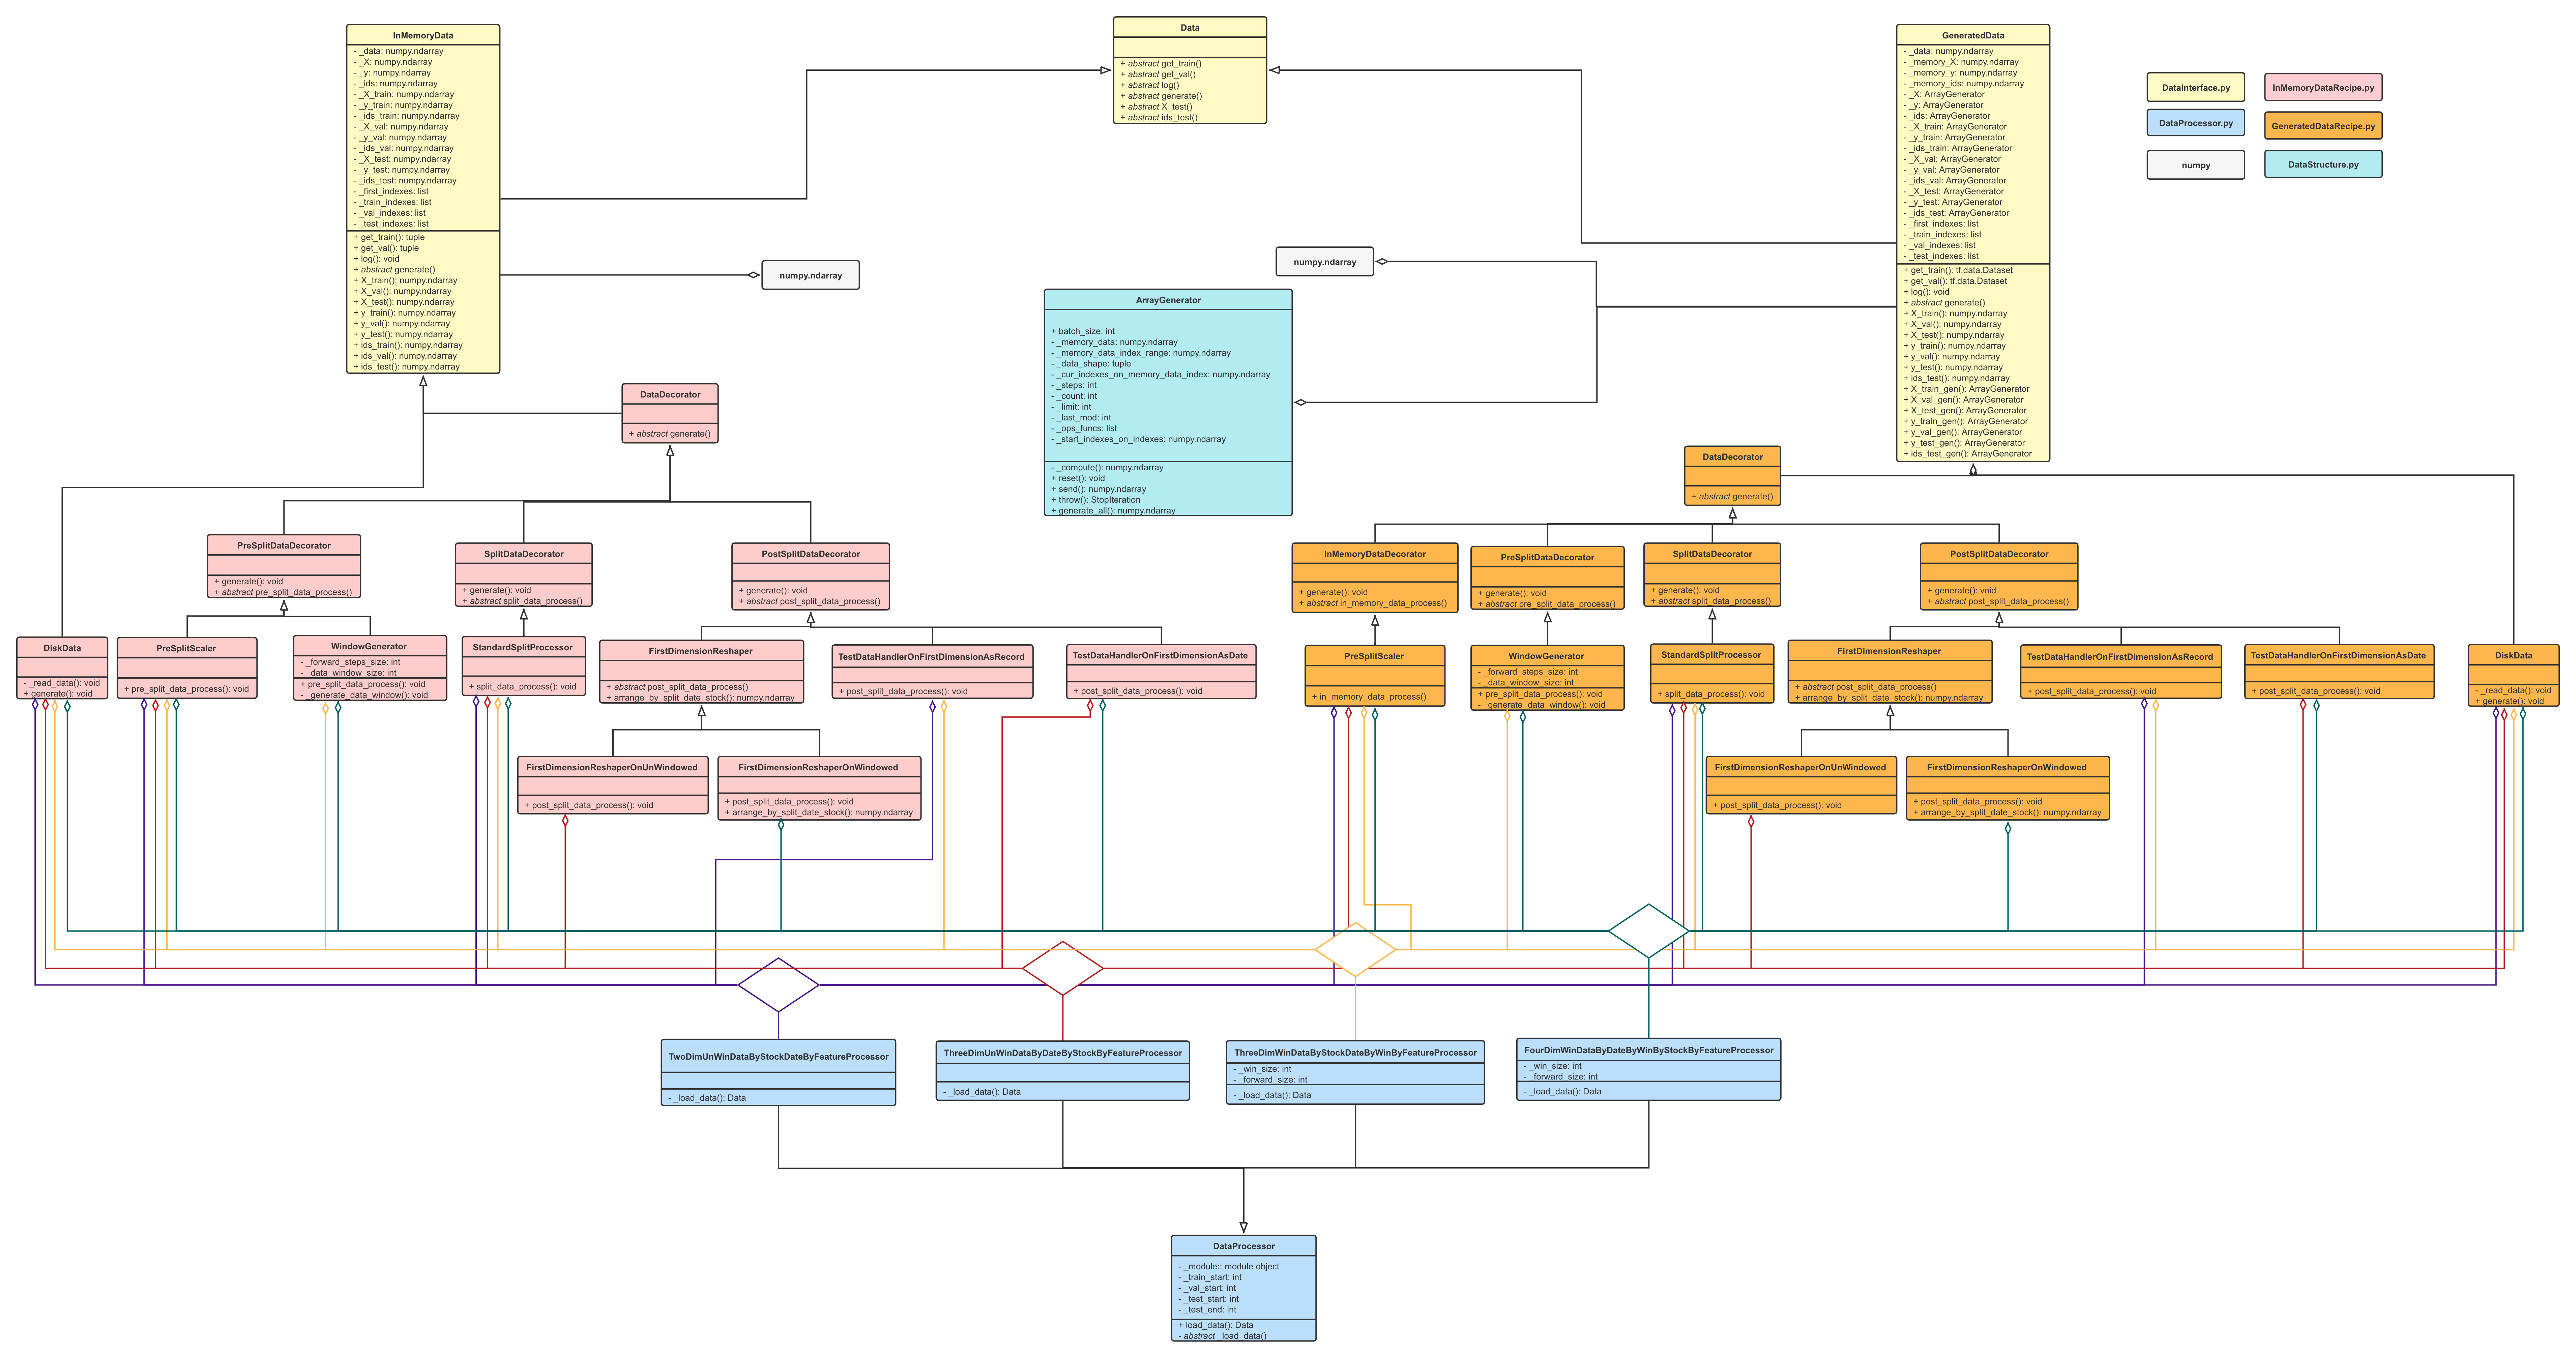 InMemoryData
- _data: numpy.ndarray
- _X: numpy.ndarray
- _y: numpy.ndarray
- _ids: numpy.ndarray
- _X_train: numpy.ndarray
- _y_train: numpy.ndarray
- _ids_train: numpy.ndarray
- _X_val: numpy.ndarray
- _y_val: numpy.ndarray
- _ids_val: numpy.ndarray
- _X_test: numpy.ndarray
- _y_test: numpy.ndarray
- _ids_test: numpy.ndarray
- _first_indexes: list
- _train_indexes: list
- _val_indexes: list
- _test_indexes: list
+ get_train(): tuple
+ get_val(): tuple
+ log(): void
+ abstract generate()
+ X_train(): numpy.ndarray
+ X_val(): numpy.ndarray
+ X_test(): numpy.ndarray
+ y_train(): numpy.ndarray
+ y_val(): numpy.ndarray
+ y_test(): numpy.ndarray
+ ids_train(): numpy.ndarray
+ ids_val(): numpy.ndarray
+ ids_test(): numpy.ndarray
Data
+ abstract get_train()
+ abstract get_val()
+ abstract log()
+ abstract generate()
+ abstract X_test()
+ abstract ids_test()
GeneratedData
- _data: numpy.ndarray
- _memory_X: numpy.ndarray
- _memory_y: numpy.ndarray
- _memory_ids: numpy.ndarray
- _X: ArrayGenerator
- _y: ArrayGenerator
- _ids: ArrayGenerator
- _X_train: ArrayGenerator
- _y_train: ArrayGenerator
- _ids_train: ArrayGenerator
- _X_val: ArrayGenerator
- _y_val: ArrayGenerator
- _ids_val: ArrayGenerator
- _X_test: ArrayGenerator
- _y_test: ArrayGenerator
- _ids_test: ArrayGenerator
- _first_indexes: list
- _train_indexes: list
- _val_indexes: list
- _test_indexes: list
+ get_train(): tf.data.Dataset
+ get_val(): tf.data.Dataset
+ log(): void
+ abstract generate()
+ X_train(): numpy.ndarray
+ X_val(): numpy.ndarray
+ X_test(): numpy.ndarray
+ y_train(): numpy.ndarray
+ y_val(): numpy.ndarray
+ y_test(): numpy.ndarray
+ ids_test(): numpy.ndarray
+ X_train_gen(): ArrayGenerator
+ X_val_gen(): ArrayGenerator
+ X_test_gen(): ArrayGenerator
+ y_train_gen(): ArrayGenerator
+ y_val_gen(): ArrayGenerator
+ y_test_gen(): ArrayGenerator
+ ids_test_gen(): ArrayGenerator
DataInterface.py
InMemoryDataRecipe.py
DataProcessor.py
GeneratedDataRecipe.py
numpy
DataStructure.py
numpy.ndarray
numpy.ndarray
ArrayGenerator
+ batch_size: int
- _memory_data: numpy.ndarray
- _memory_data_index_range: numpy.ndarray
- _data_shape: tuple
- _cur_indexes_on_memory_data_index: numpy.ndarray
- _steps: int
- _count: int
- _limit: int
- _last_mod: int
- _ops_funcs: list
- _start_indexes_on_indexes: numpy.ndarray
- _compute(): numpy.ndarray
+ reset(): void
+ send(): numpy.ndarray
+ throw(): StopIteration
+ generate_all(): numpy.ndarray
DataDecorator
+ abstract generate()
DataDecorator
+ abstract generate()
PreSplitDataDecorator
+ generate(): void
+ abstract pre_split_data_process()
SplitDataDecorator
+ generate(): void
+ abstract split_data_process()
PostSplitDataDecorator
+ generate(): void
+ abstract post_split_data_process()
InMemoryDataDecorator
+ generate(): void
+ abstract in_memory_data_process()
PreSplitDataDecorator
+ generate(): void
+ abstract pre_split_data_process()
SplitDataDecorator
+ generate(): void
+ abstract split_data_process()
PostSplitDataDecorator
+ generate(): void
+ abstract post_split_data_process()
DiskData
- _read_data(): void
+ generate(): void
PreSplitScaler
+ pre_split_data_process(): void
WindowGenerator
- _forward_steps_size: int
- _data_window_size: int
+ pre_split_data_process(): void
- _generate_data_window(): void
StandardSplitProcessor
+ split_data_process(): void
FirstDimensionReshaper
+ abstract post_split_data_process()
+ arrange_by_split_date_stock(): numpy.ndarray
TestDataHandlerOnFirstDimensionAsRecord
+ post_split_data_process(): void
TestDataHandlerOnFirstDimensionAsDate
+ post_split_data_process(): void
PreSplitScaler
+ in_memory_data_process()
WindowGenerator
- _forward_steps_size: int
- _data_window_size: int
+ pre_split_data_process(): void
- _generate_data_window(): void
StandardSplitProcessor
+ split_data_process(): void
FirstDimensionReshaper
+ abstract post_split_data_process()
+ arrange_by_split_date_stock(): numpy.ndarray
TestDataHandlerOnFirstDimensionAsRecord
+ post_split_data_process(): void
TestDataHandlerOnFirstDimensionAsDate
+ post_split_data_process(): void
DiskData
- _read_data(): void
+ generate(): void
FirstDimensionReshaperOnUnWindowed
+ post_split_data_process(): void
FirstDimensionReshaperOnWindowed
+ post_split_data_process(): void
+ arrange_by_split_date_stock(): numpy.ndarray
FirstDimensionReshaperOnUnWindowed
+ post_split_data_process(): void
FirstDimensionReshaperOnWindowed
+ post_split_data_process(): void
+ arrange_by_split_date_stock(): numpy.ndarray
TwoDimUnWinDataByStockDateByFeatureProcessor
- _load_data(): Data
ThreeDimUnWinDataByDateByStockByFeatureProcessor
- _load_data(): Data
ThreeDimWinDataByStockDateByWinByFeatureProcessor
- _win_size: int
- _forward_size: int
- _load_data(): Data
FourDimWinDataByDateByWinByStockByFeatureProcessor
- _win_size: int
- _forward_size: int
- _load_data(): Data
DataProcessor
- _module:: module object
- _train_start: int
- _val_start: int
- _test_start: int
- _test_end: int
+ load_data(): Data
- abstract _load_data()